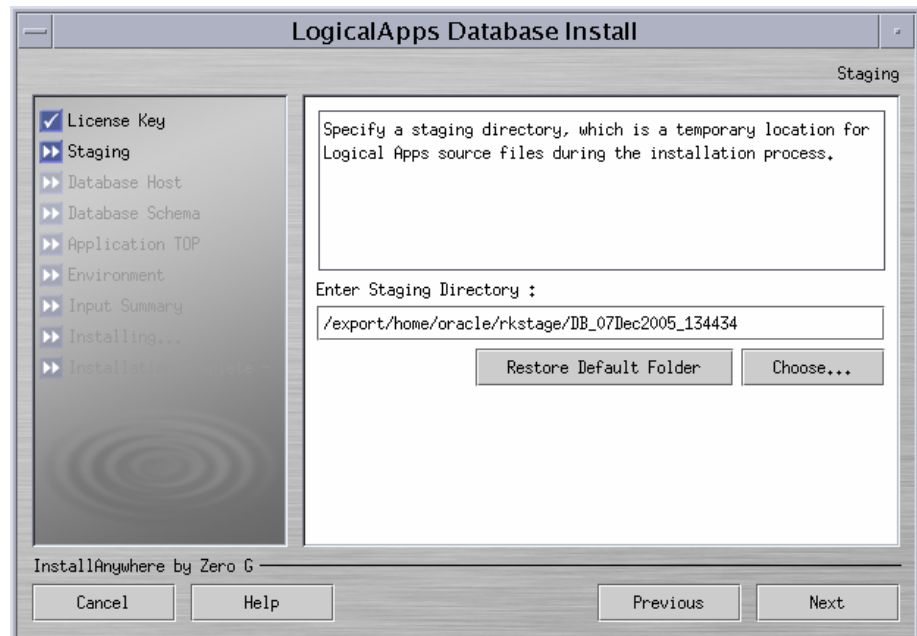 LogicalApps Database Install
Staging
License Key
Staging
Database Host
Database Schema
Application TOP
Environment
Input Summary
Installing...
Specify a staging directory, which is a temporary location for
Logical Apps source files during the installation process.
Enter Staging Directory :
/export/home/oracle/rkstage/DB_07Dec2005_134434
Restore Default Folder
Choose...
InstallAnywhere by Zero G
Cancel
Help
Previous
Next